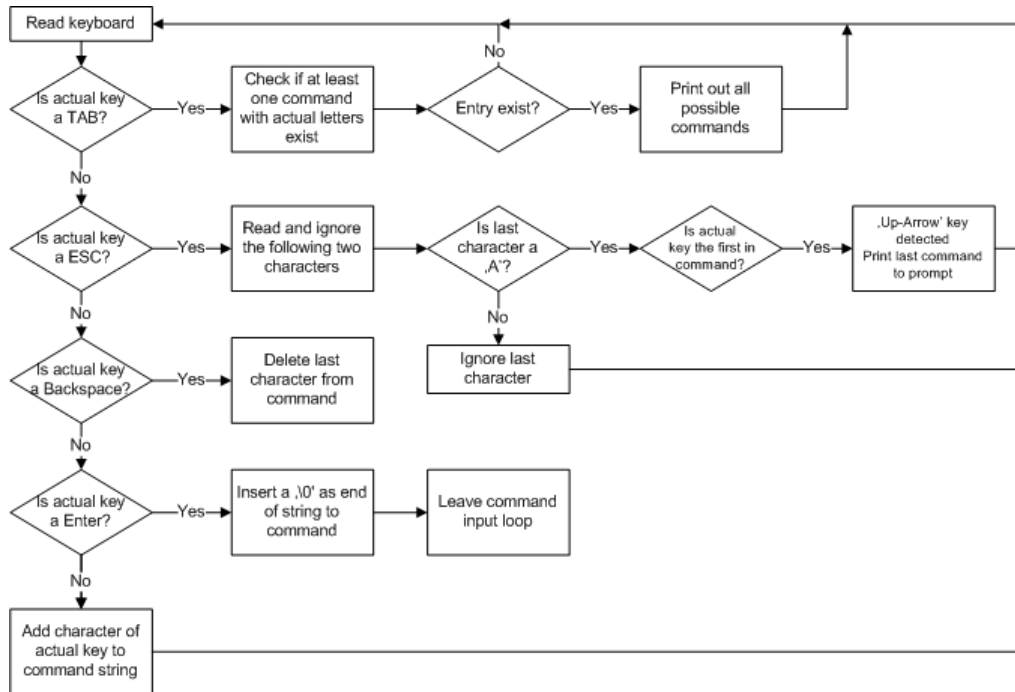 Read keyboard
No
Is actual key
a TAB?
Yes
Check if at least
one command
with actual letters
exist
Entry exist?
Yes
Print out all
possible
commands
No
Is actual key
a ESC?
Yes
Read and ignore
the following two
characters
Is last
character a
‚A‘?
Yes
Is actual
key the first in
command?
Yes
‚Up-Arrow’ key
detected
Print last command
to prompt
No
No
Ignore last
character
Is actual key
a Backspace?
Yes
Delete last
character from
command
No
Is actual key
a Enter?
Yes
Insert a ‚\0' as end
of string to
command
Leave command
input loop
No
Add character of
actual key to
command string